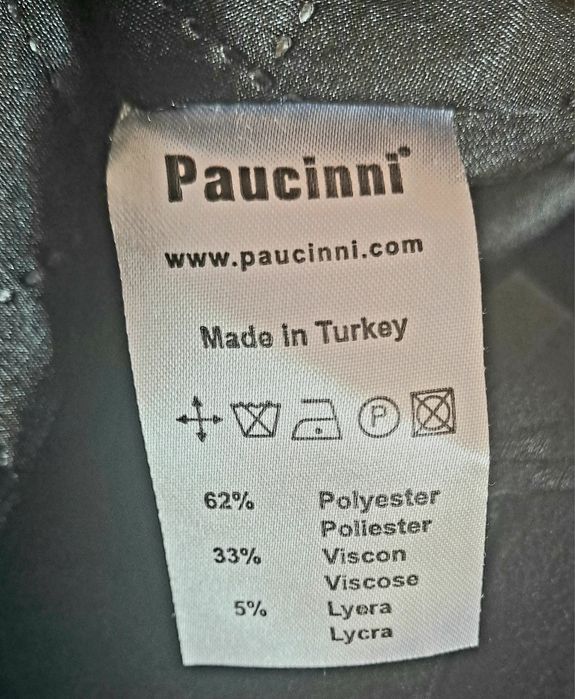 Paucinni
www.paucinni.com
Made in Turkey
P
62% Polyester
Poliester
33% Viscon
Viscose
5% Lyera
Lycra